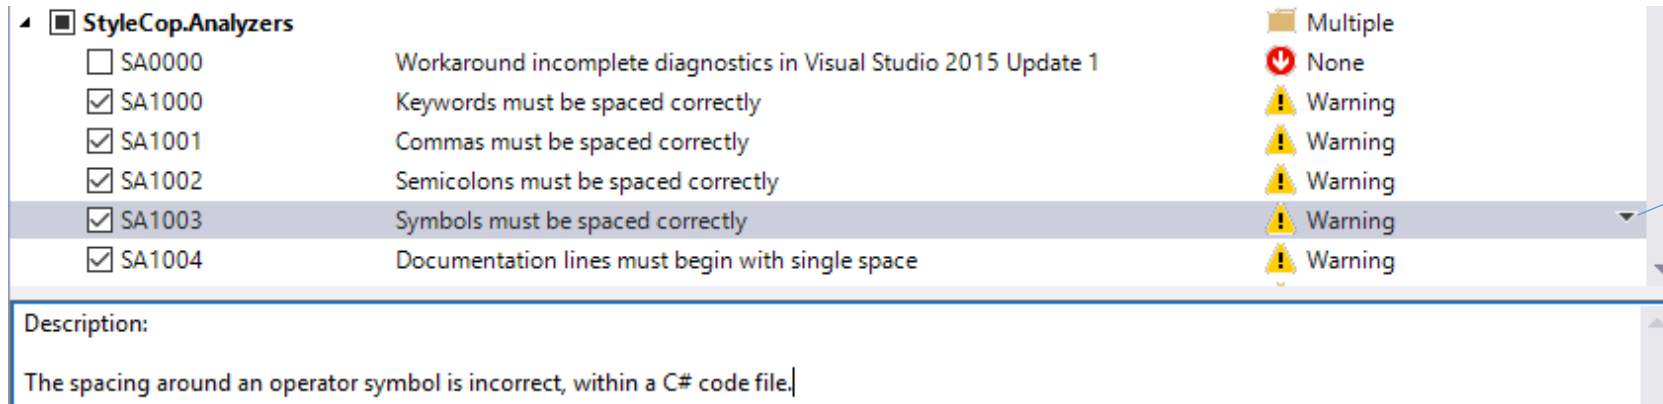 StyleCop.Analyzers Multiple
SA0000 Workaround incomplete diagnostics in Visual Studio 2015 Update 1 None
SA1000 Keywords must be spaced correctly Warning
SA1001 Commas must be spaced correctly Warning
SA1002 Semicolons must be spaced correctly Warning
SA1003 Symbols must be spaced correctly Warning
SA1004 Documentation lines must begin with single space Warning
Description:
The spacing around an operator symbol is incorrect, within a C# code file.